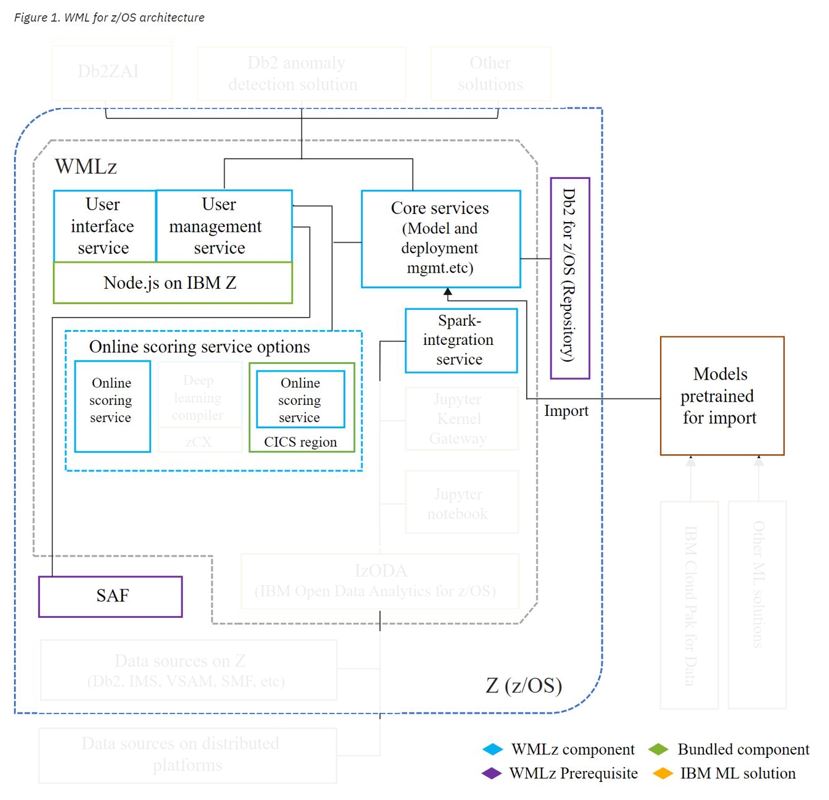 Figure 1. WML for z/OS architecture
Db2ZAI
Db2 anomaly
detection solution
Other
solutions
WMLz
User
interface
service
User
management
service
Node.js on IBM Z
Core services
(Model and
deployment
mgmt.etc)
Db2 for z/OS (Repository)
Online scoring service options
Online
scoring
service
Deep
learning
compiler
zCX
Online
scoring
service
CICS region
Spark-
integration
service
Jupyter
Kernel
Gateway
Jupyter
notebook
Import
Models
pretrained
for import
IBM Cloud Pak for Data
Other ML solutions
IzODA
(IBM Open Data Analytics for z/OS)
SAF
Data sources on Z
(Db2, IMS, VSAM, SMF, etc)
Z (z/OS)
Data sources on distributed
platforms
WMLz component
Bundled component
WMLz Prerequisite
IBM ML solution